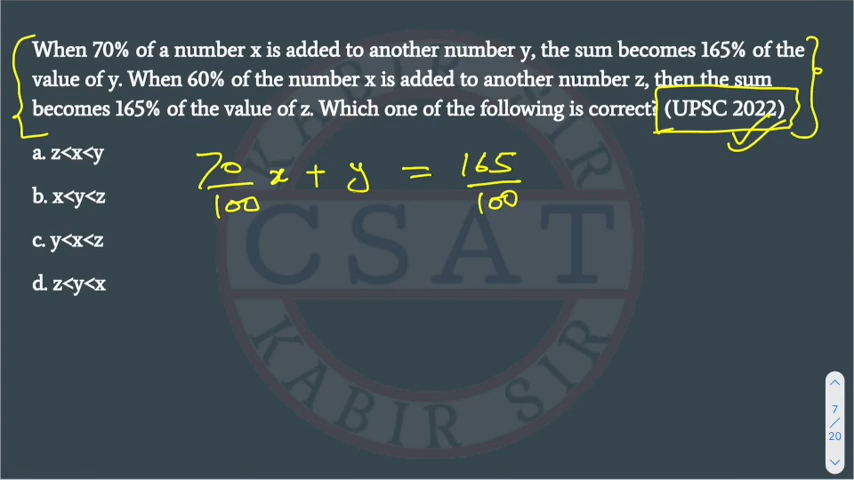 When 70% of a number x is added to another number y, the sum becomes 165% of the
value of y. When 60% of the number x is added to another number z, then the sum
becomes 165% of the value of z. Which one of the following is correct? (UPSC 2022)
a. z<x<y
b. x<y<z
c. y<x<z
d. z<y<x
70/100 x + y = 165/100
KABIR SIR
CSAT
KABIR SIR
7
/
20